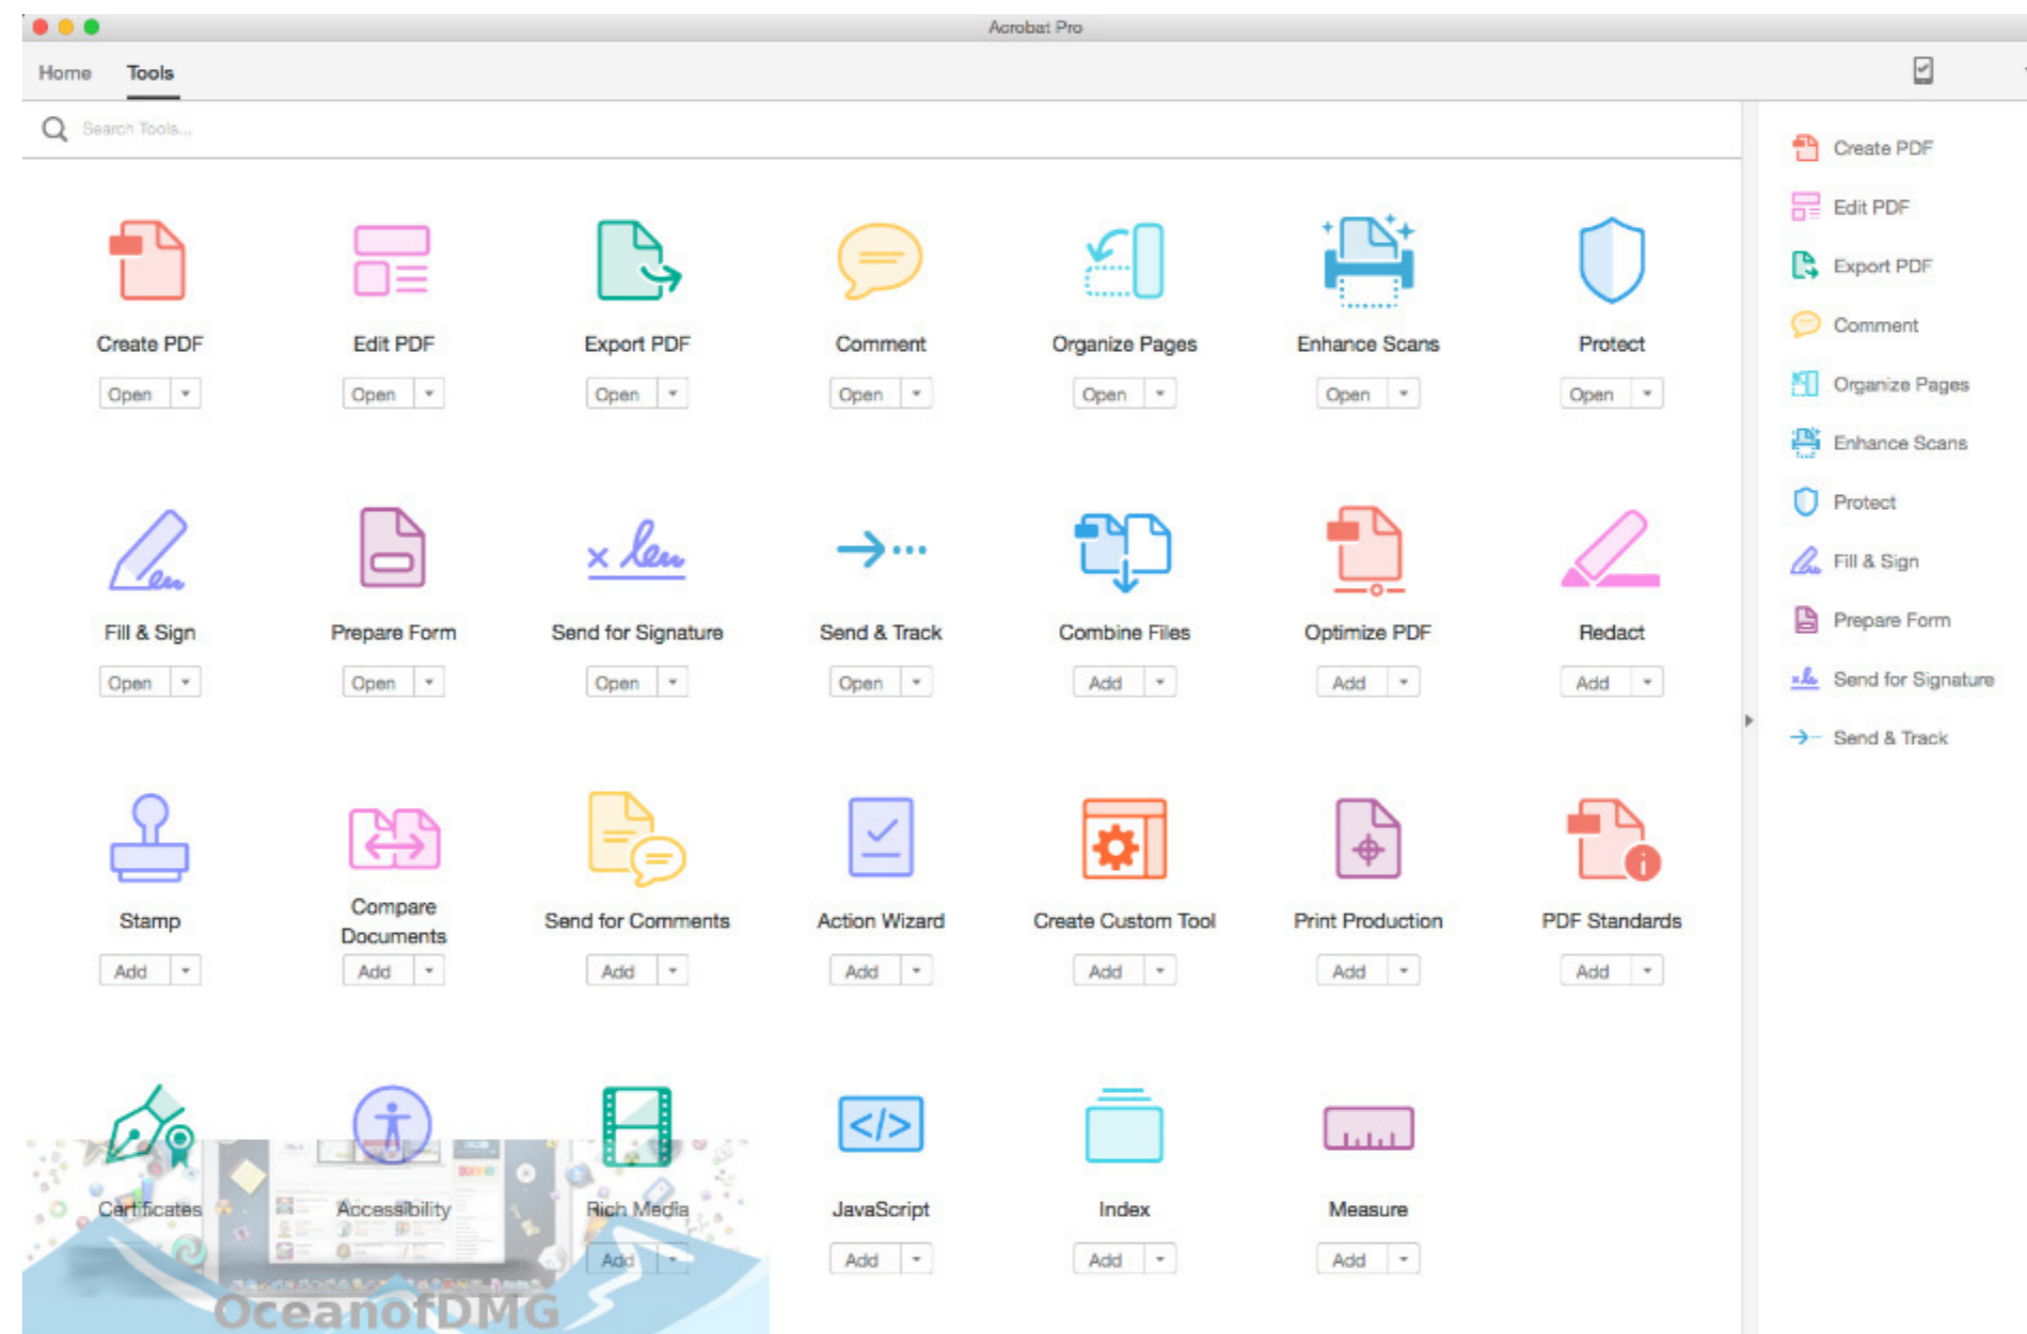 Acrobat Pro
Home Tools
Search Tools...
Create PDF Edit PDF Export PDF Comment Organize Pages Enhance Scans Protect
Open Open Open Open Open Open Open
Fill & Sign Prepare Form Send for Signature Send & Track Combine Files Optimize PDF Redact
Open Open Open Open Add Add Add
Stamp Compare Documents Send for Comments Action Wizard Create Custom Tool Print Production PDF Standards
Add Add Add Add Add Add Add
Certificates Accessibility Rich Media JavaScript Index Measure
Add Add Add Add
OceanofDMG
Create PDF
Edit PDF
Export PDF
Comment
Organize Pages
Enhance Scans
Protect
Fill & Sign
Prepare Form
Send for Signature
Send & Track